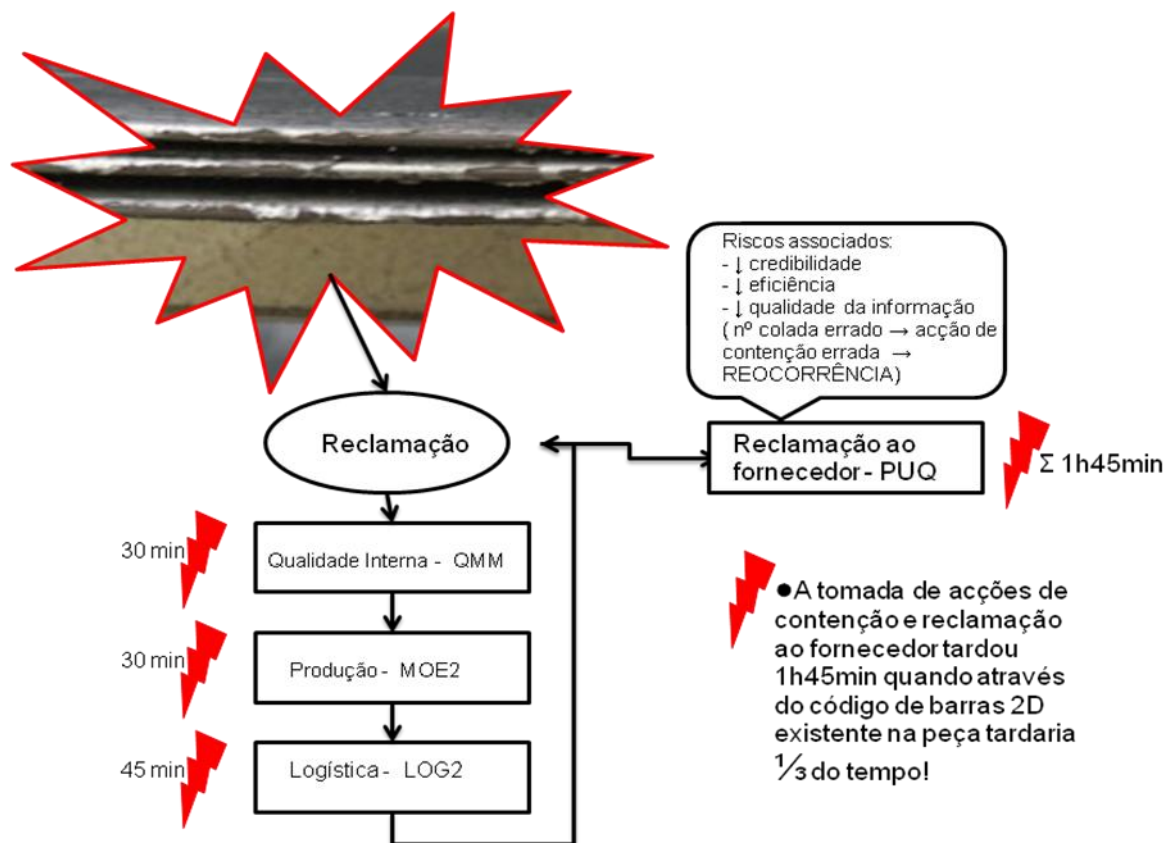 Riscos associados:
- ↓ credibilidade
- ↓ eficiência
- ↓ qualidade da informação
( nº colada errado → acção de
contenção errada →
REOCORRÊNCIA)
Reclamação
Reclamação ao
fornecedor - PUQ
Σ 1h45min
30 min
Qualidade Interna - QMM
30 min
Produção - MOE2
45 min
Logística - LOG2
●A tomada de acções de
contenção e reclamação
ao fornecedor tardou
1h45min quando através
do código de barras 2D
existente na peça tardaria
⅓ do tempo!